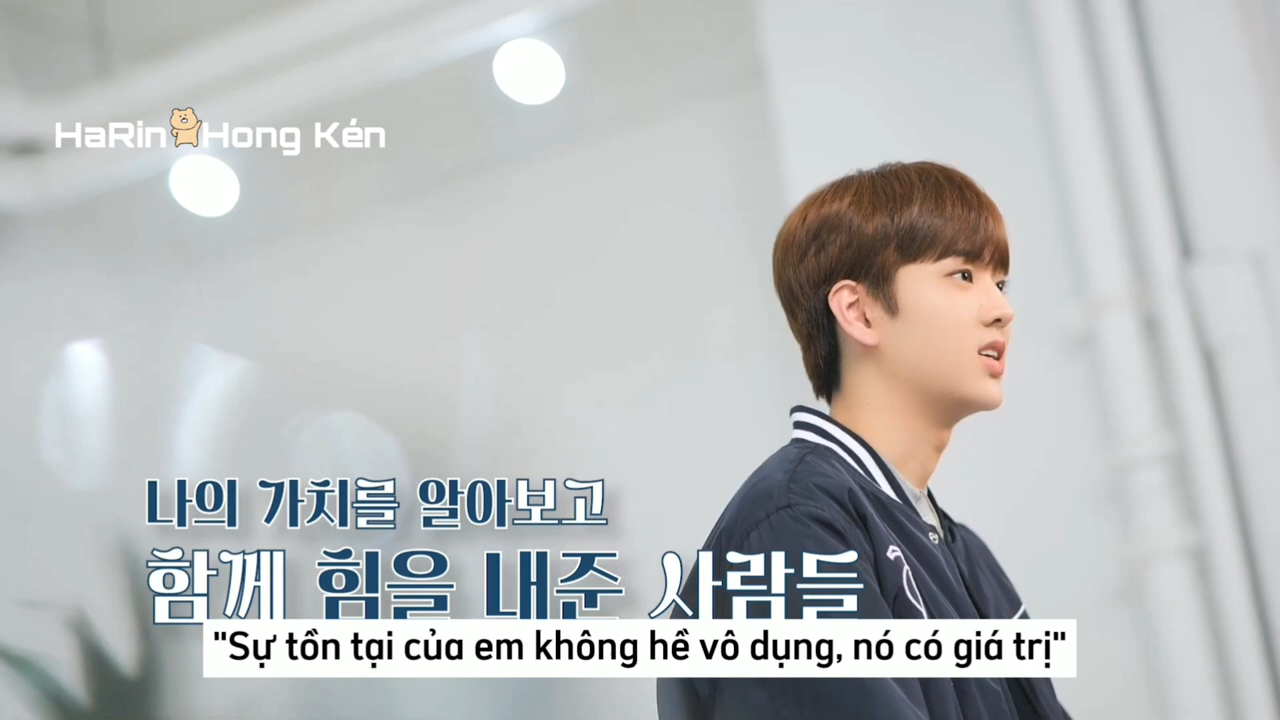 HaRin Hong Kén
나의 가치를 알아보고
함께 힘을 내준 사람들
"Sự tồn tại của em không hề vô dụng, nó có giá trị"